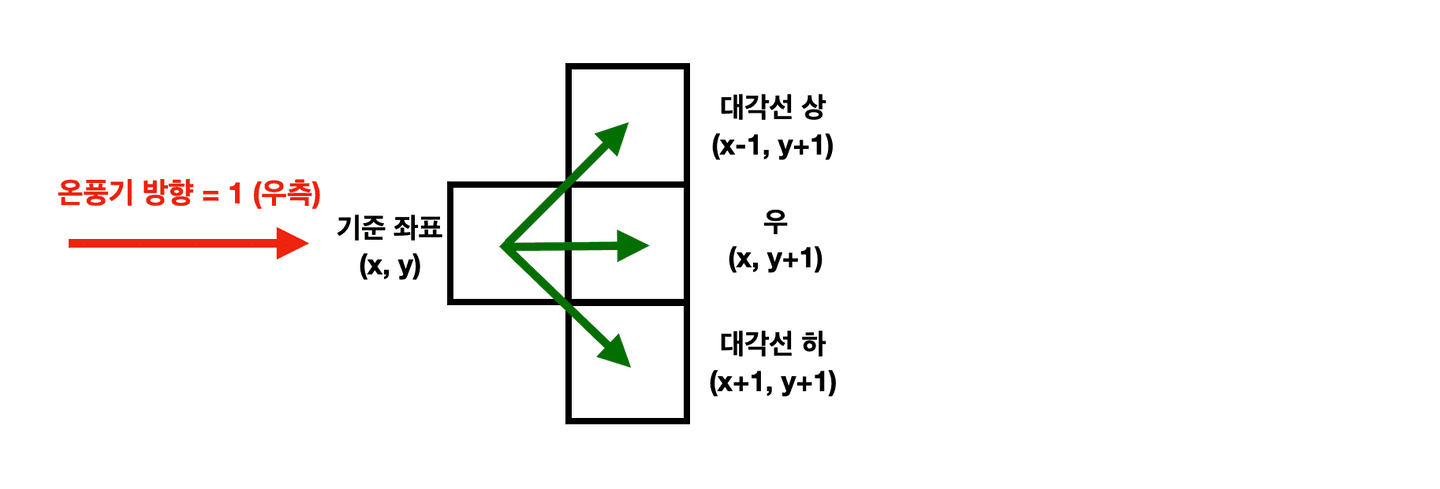 온풍기 방향 = 1 (우측)
기준 좌표
(x, y)
대각선 상
(x-1, y+1)
우
(x, y+1)
대각선 하
(x+1, y+1)